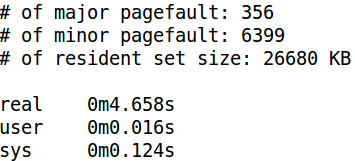 # of major pagefault: 356
# of minor pagefault: 6399
# of resident set size: 26680 KB
real 0m4.658s
user 0m0.016s
sys 0m0.124s